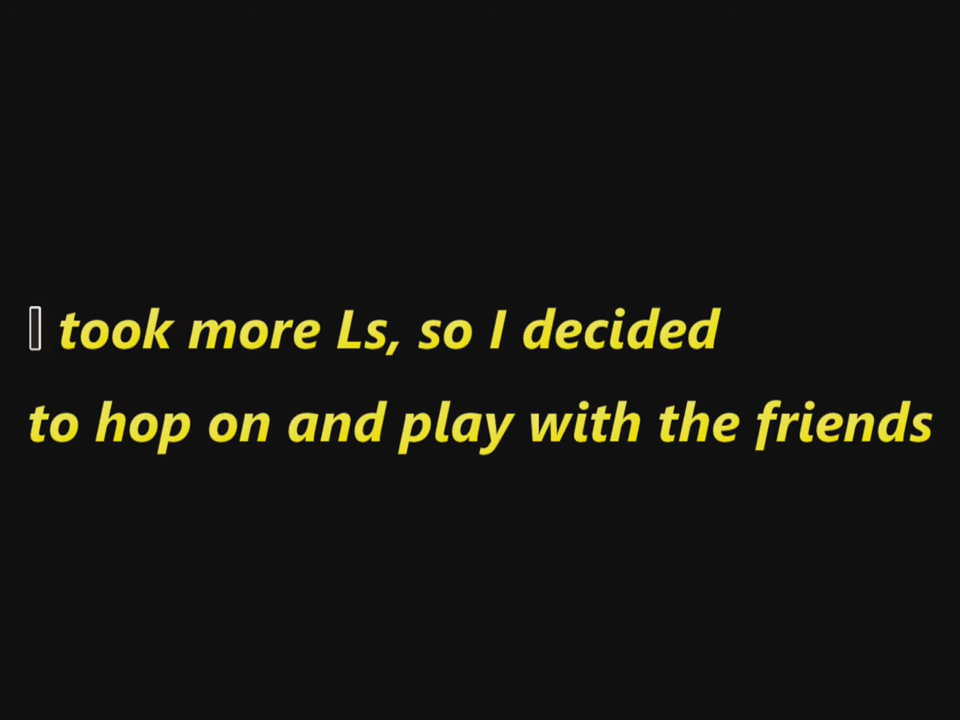 ▯ took more Ls, so I decided
to hop on and play with the friends